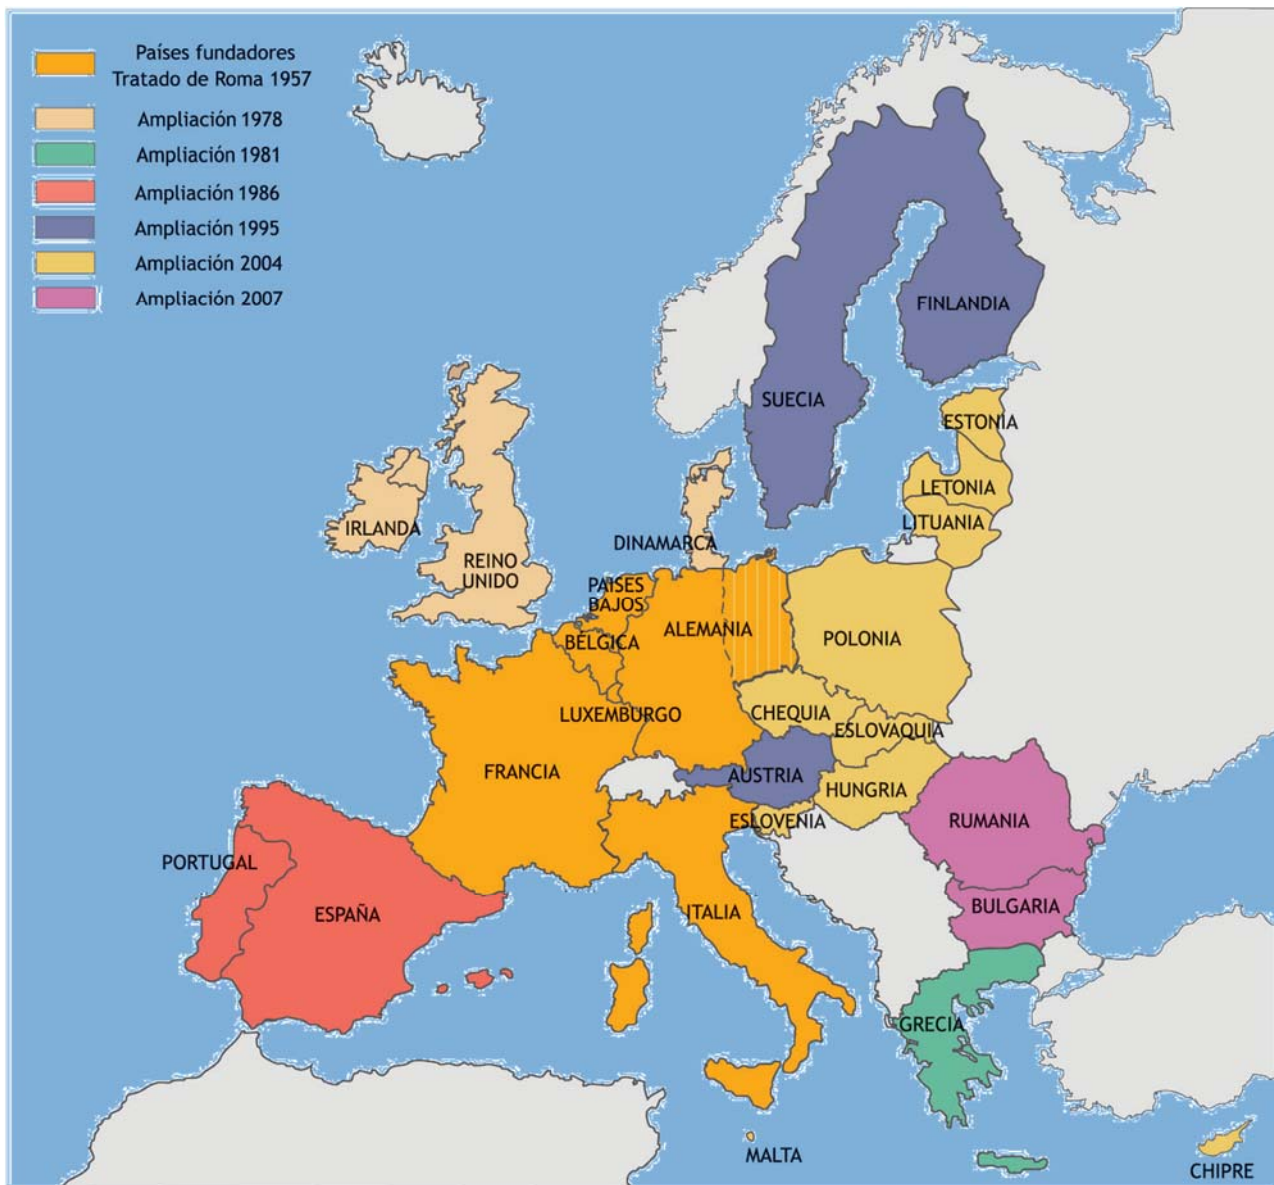 Países fundadores
Tratado de Roma 1957
Ampliación 1978
Ampliación 1981
Ampliación 1986
Ampliación 1995
Ampliación 2004
Ampliación 2007
FINLANDIA
SUECIA
ESTONIA
LETONIA
LITUANIA
IRLANDA
DINAMARCA
REINO
UNIDO
PAISES
BAJOS
ALEMANIA
POLONIA
BÉLGICA
LUXEMBURGO
CHEQUIA
ESLOVAQUIA
FRANCIA
AUSTRIA
HUNGRIA
ESLOVENIA
RUMANIA
PORTUGAL
ESPAÑA
ITALIA
BULGARIA
GRECIA
MALTA
CHIPRE